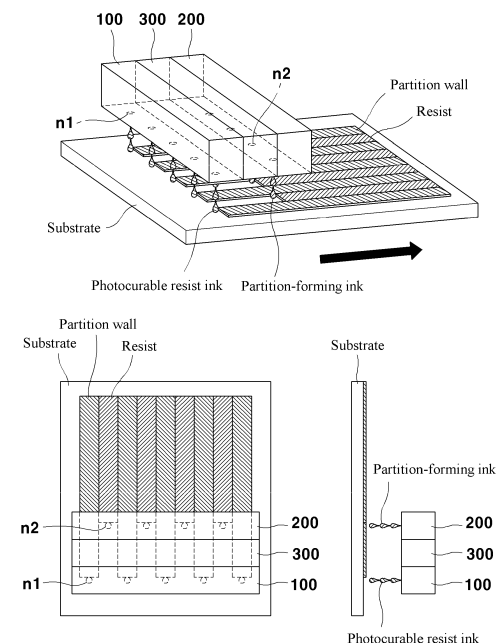 100 300 200
n2
Partition wall
Resist
n1
Substrate
Photocurable resist ink
Partition-forming ink
Partition wall
Substrate
Resist
n2
200
300
n1
100
Substrate
Partition-forming ink
200
300
100
Photocurable resist ink